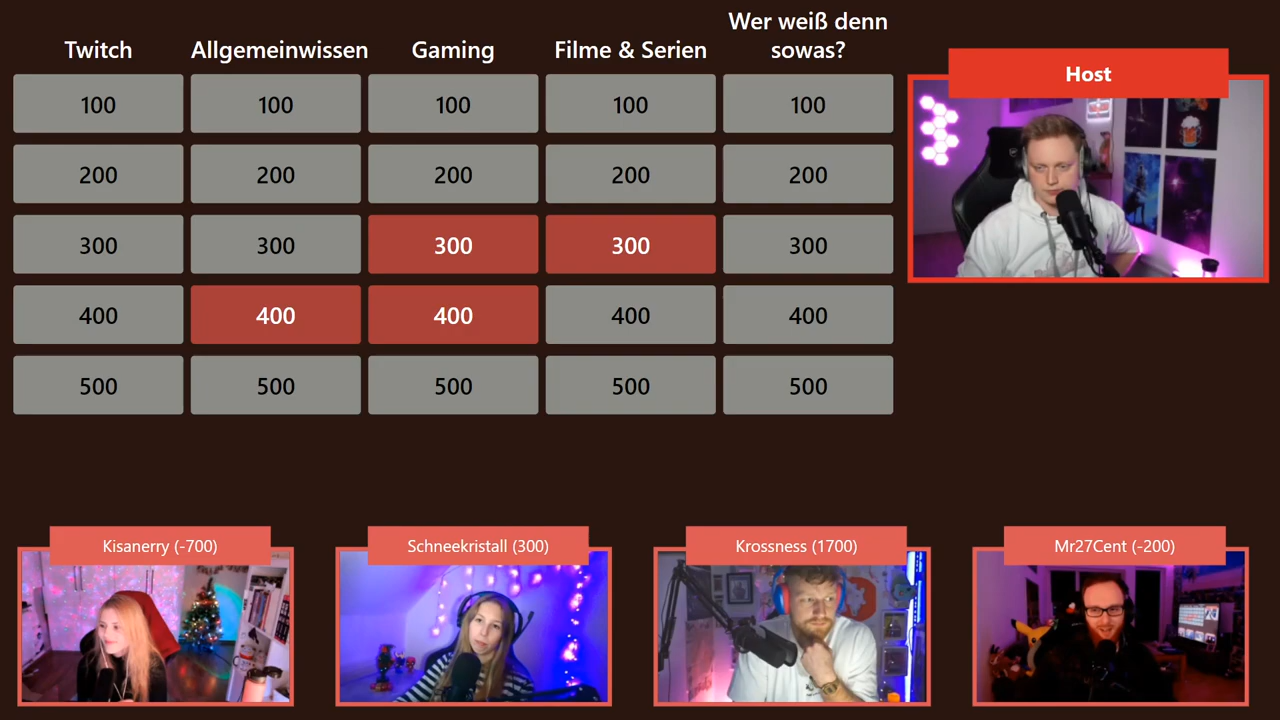 Twitch
Allgemeinwissen
Gaming
Filme & Serien
Wer weiß denn
sowas?
100 100 100 100 100
200 200 200 200 200
300 300 300 300 300
400 400 400 400 400
500 500 500 500 500
Host
Kisanerry (-700)
Schneekristall (300)
Krossness (1700)
Mr27Cent (-200)